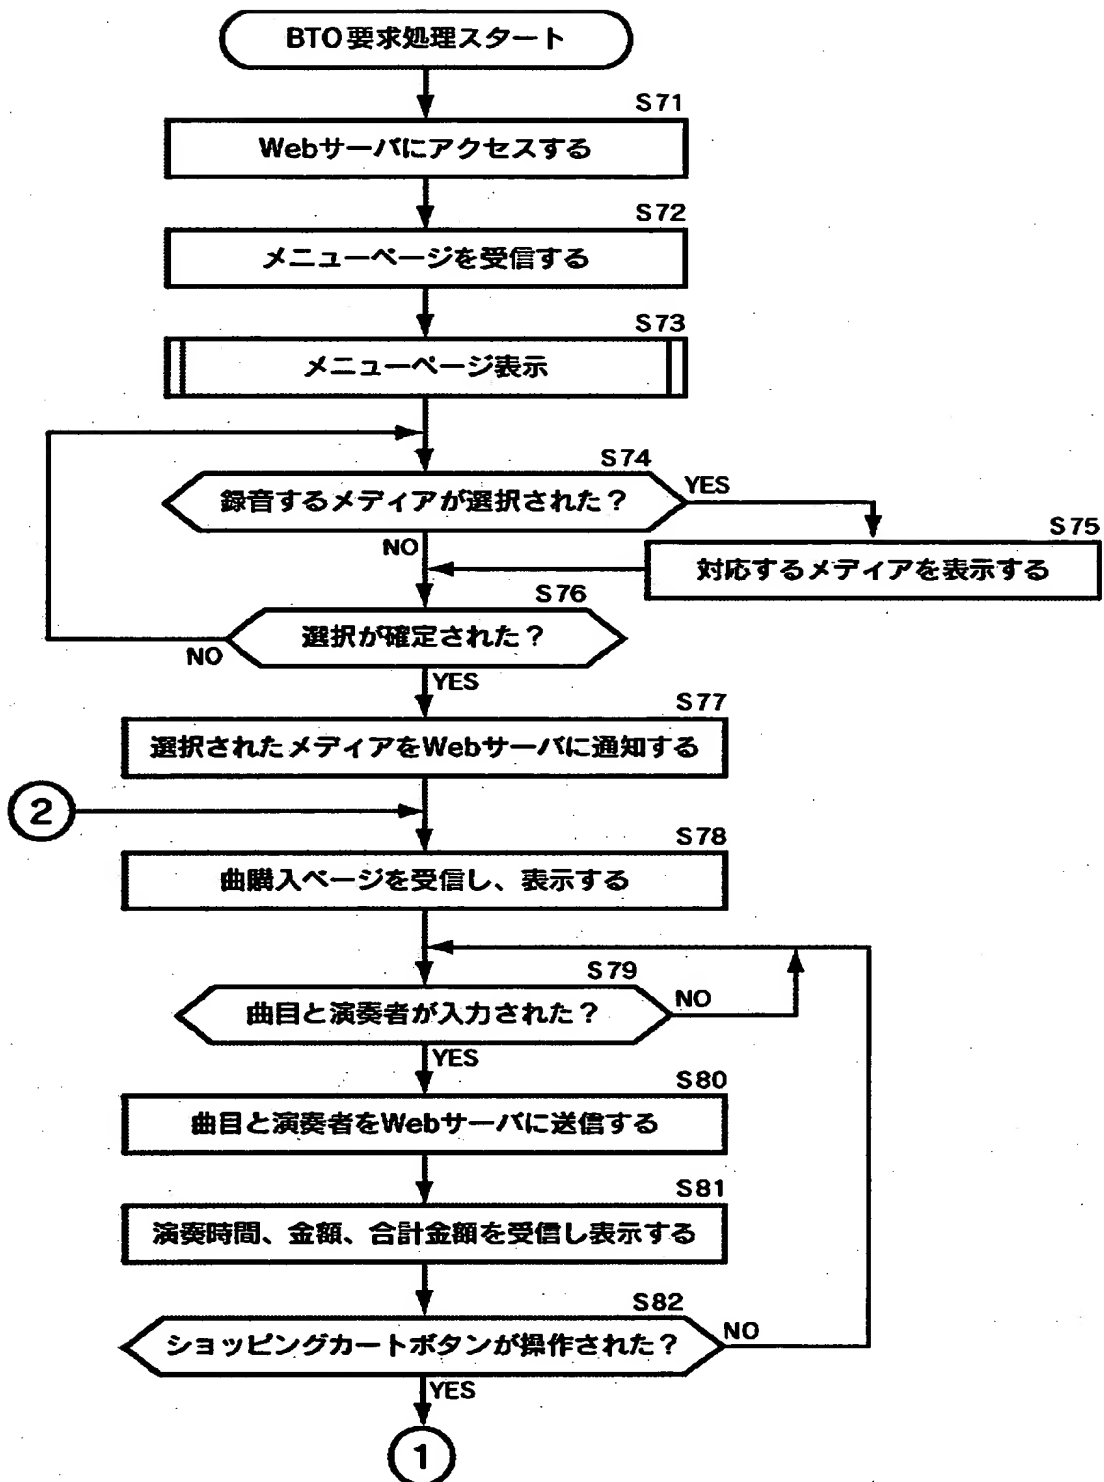 BTO要求処理スタート
S71
Webサーバにアクセスする
S72
メニューページを受信する
S73
メニューページ表示
S74
録音するメディアが選択された？
YES
NO
S75
対応するメディアを表示する
S76
選択が確定された？
NO
YES
S77
選択されたメディアをWebサーバに通知する
2
S78
曲購入ページを受信し、表示する
S79
曲目と演奏者が入力された？
NO
YES
S80
曲目と演奏者をWebサーバに送信する
S81
演奏時間、金額、合計金額を受信し表示する
S82
ショッピングカートボタンが操作された？
NO
YES
1